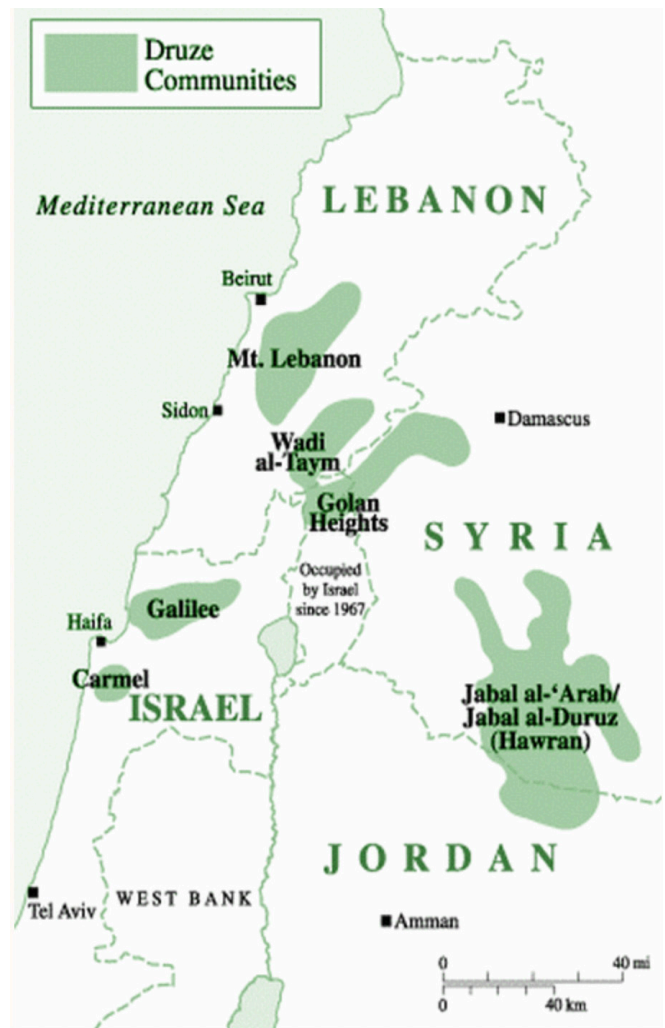 Druze
Communities
Mediterranean Sea
LEBANON
Beirut
Mt. Lebanon
Sidon
Damascus
Wadi
al-Taym
Golan
Heights
SYRIA
Occupied
by Israel
since 1967
Galilee
Haifa
Carmel
ISRAEL
Jabal al-‘Arab/
Jabal al-Duruz
(Hawran)
JORDAN
WEST BANK
Tel Aviv
Amman
0 40 mi
0 40 km